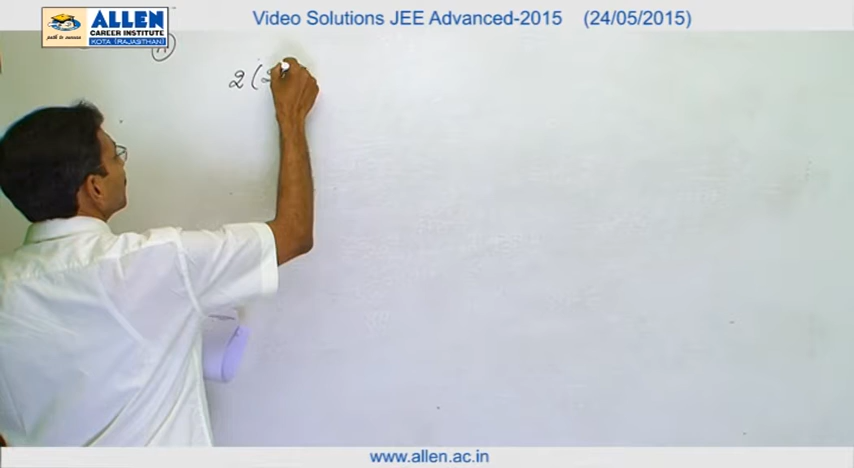 ALLEN
CAREER INSTITUTE
KOTA (RAJASTHAN)
path to success
Video Solutions JEE Advanced-2015 (24/05/2015)
2(
www.allen.ac.in